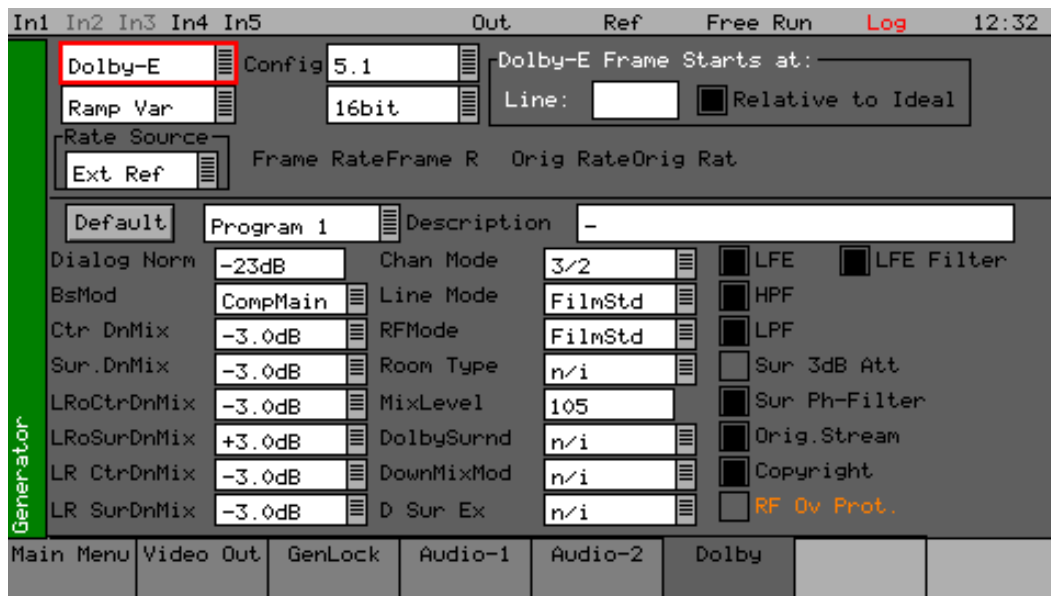 In1 In2 In3 In4 In5 Out Ref Free Run Log 12:32
Dolby-E Config 5.1 Dolby-E Frame Starts at:
Ramp Var 16bit Line: Relative to Ideal
Rate Source
Ext Ref Frame RateFrame R Orig RateOrig Rat
Default Program 1 Description –
Dialog Norm -23dB Chan Mode 3/2 LFE LFE Filter
BsMod CompMain Line Mode FilmStd HPF
Ctr DnMix -3.0dB RFMode FilmStd LPF
Sur.DnMix -3.0dB Room Type n/i Sur 3dB Att
LRoCtrDnMix -3.0dB MixLevel 105 Sur Ph-Filter
LRoSurDnMix +3.0dB DolbySurnd n/i Orig.Stream
LR CtrDnMix -3.0dB DownMixMod n/i Copyright
LR SurDnMix -3.0dB D Sur Ex n/i RF Ov Prot.
Generator
Main Menu Video Out GenLock Audio-1 Audio-2 Dolby